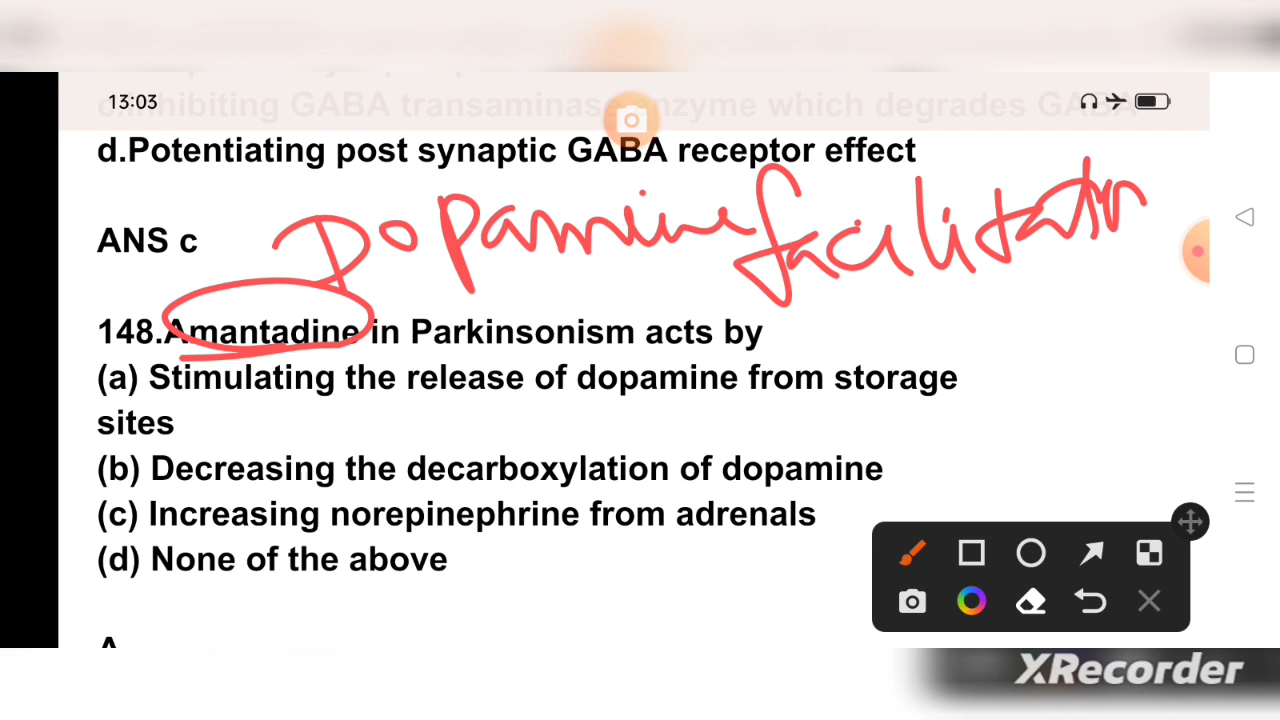 13:03
c.Inhibiting GABA transaminase enzyme which degrades GABA
d.Potentiating post synaptic GABA receptor effect
Dopamine facilitator
ANS c
148.Amantadine in Parkinsonism acts by
(a) Stimulating the release of dopamine from storage
sites
(b) Decreasing the decarboxylation of dopamine
(c) Increasing norepinephrine from adrenals
(d) None of the above
XRecorder